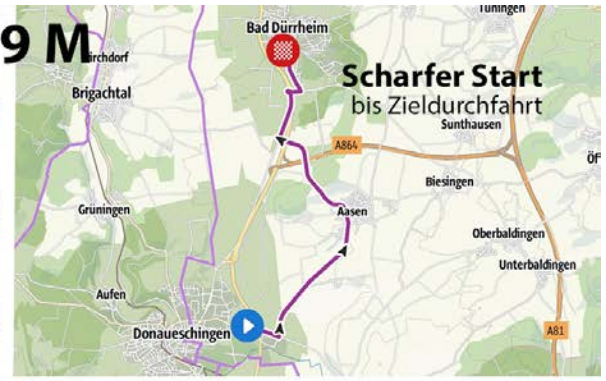 9 M
Tuningen
Bad Dürrheim
irchdorf
Scharfer Start
bis Zieldurchfahrt
Brigachtal
Sunthausen
A864
Öf
Biesingen
Grüningen
Aasen
Oberbaldingen
Unterbaldingen
Aufen
Donaueschingen
A81